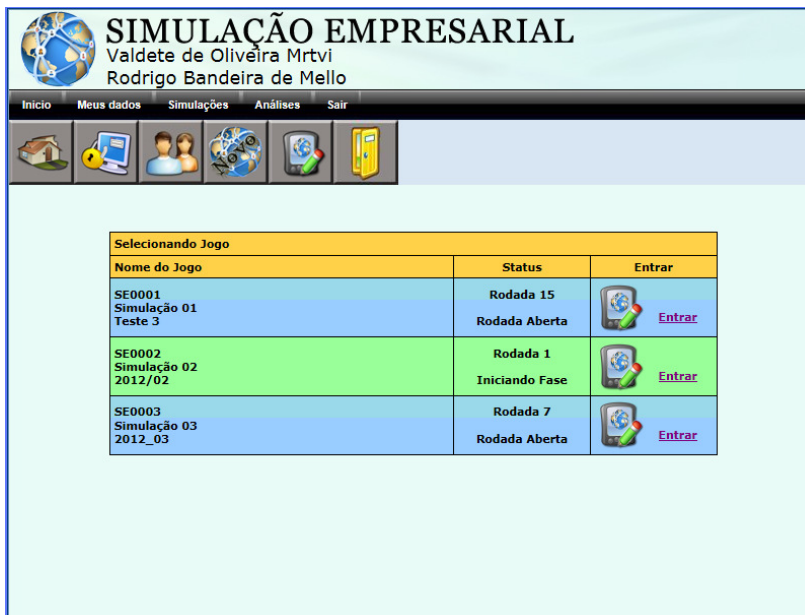 SIMULAÇÃO EMPRESARIAL
Valdete de Oliveira Mrtvi
Rodrigo Bandeira de Mello
Inicio Meus dados Simulações Análises Sair
Novo
Selecionando Jogo
Nome do Jogo Status Entrar
SE0001
Simulação 01
Teste 3
Rodada 15
Rodada Aberta
Entrar
SE0002
Simulação 02
2012/02
Rodada 1
Iniciando Fase
Entrar
SE0003
Simulação 03
2012_03
Rodada 7
Rodada Aberta
Entrar